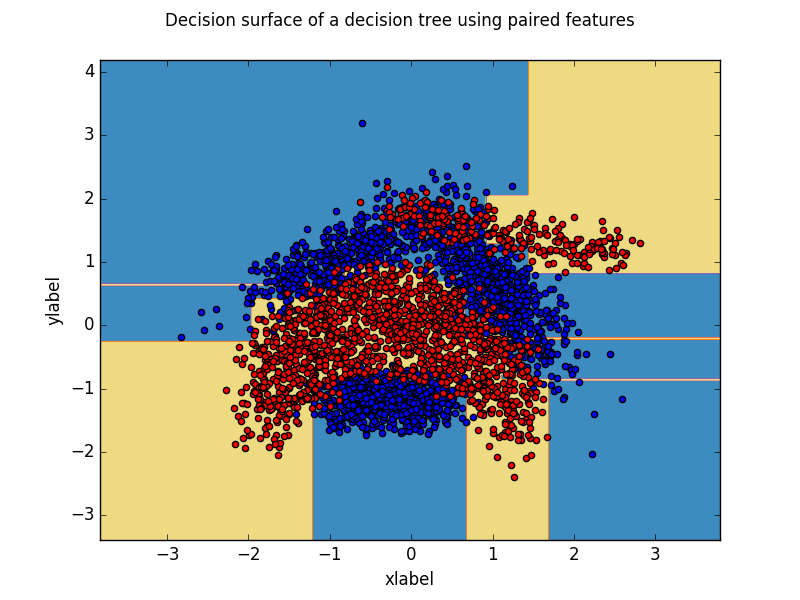 Decision surface of a decision tree using paired features
4
3
2
1
0
−1
−2
−3
ylabel
−3 −2 −1 0 1 2 3
xlabel